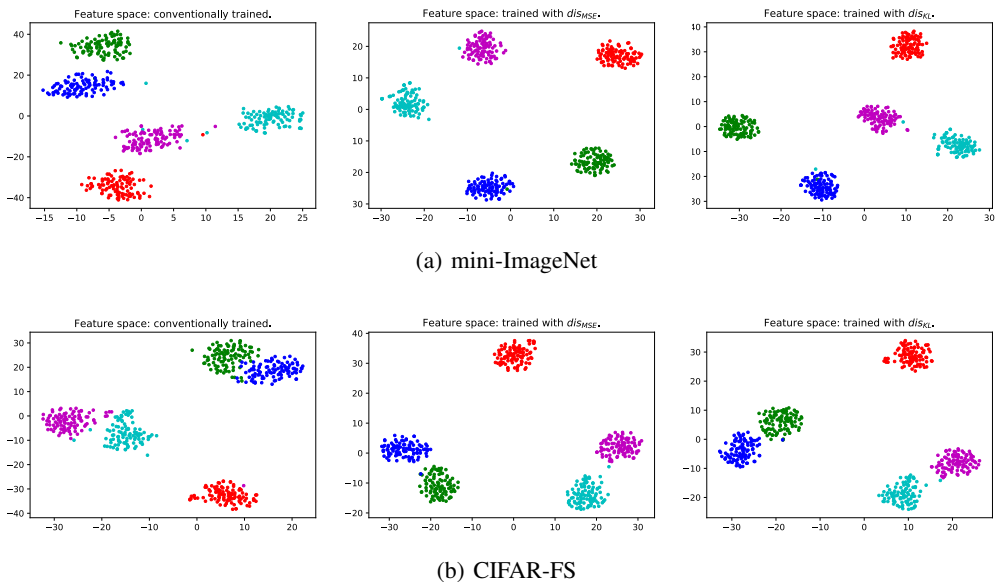 Feature space: conventionally trained.
40
20
0
−20
−40
−15 −10 −5 0 5 10 15 20 25
Feature space: trained with disMSE.
20
10
0
10
20
30
−30 −20 −10 0 10 20 30
Feature space: trained with disKL.
30
20
10
0
10
20
30
−30 −20 −10 0 10 20 30
(a) mini-ImageNet
Feature space: conventionally trained.
30
20
10
0
−10
−20
−30
−40
−30 −20 −10 0 10 20
Feature space: trained with disMSE.
40
30
20
10
0
−10
−20
−30 −20 −10 0 10 20 30
Feature space: trained with disKL.
30
20
10
0
−10
−20
−30 −20 −10 0 10 20
(b) CIFAR-FS